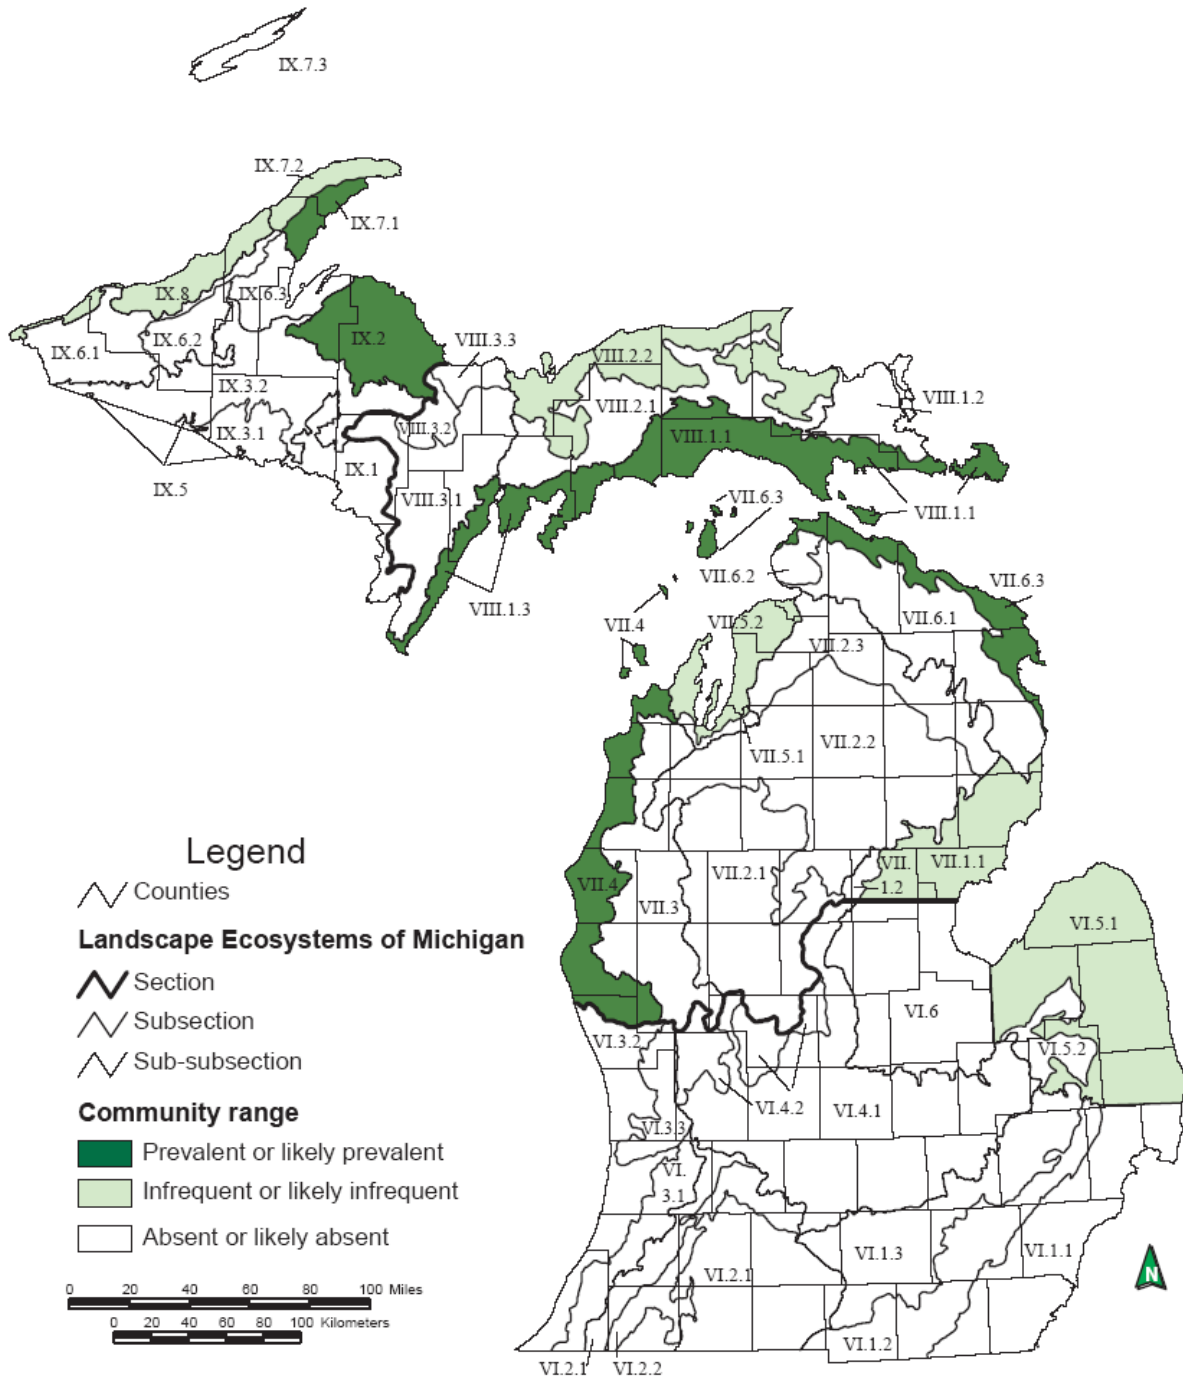 IX.7.3
IX.7.2
IX.7.1
IX.8
IX.6.3
IX.6.1
IX.6.2
IX.2
VIII.3.3
VIII.2.2
IX.3.2
VIII.2.1
VIII.1.2
IX.3.1
VIII.3.2
VIII.1.1
IX.1
IX.5
VIII.3.1
VII.6.3
VIII.1.1
VII.6.2
VII.6.3
VIII.1.3
VII.4
VII.5.2
VII.6.1
VII.2.3
VII.5.1
VII.2.2
VII.4
VII.3
VII.2.1
VII.
1.2
VII.1.1
VI.5.1
VI.6
VI.3.2
VI.5.2
VI.4.2
VI.4.1
VI.3.3
VI.
3.1
VI.1.3
VI.1.1
VI.2.1
VI.1.2
VI.2.1
VI.2.2
Legend
Counties
Landscape Ecosystems of Michigan
Section
Subsection
Sub-subsection
Community range
Prevalent or likely prevalent
Infrequent or likely infrequent
Absent or likely absent
0 20 40 60 80 100 Miles
0 20 40 60 80 100 Kilometers
N